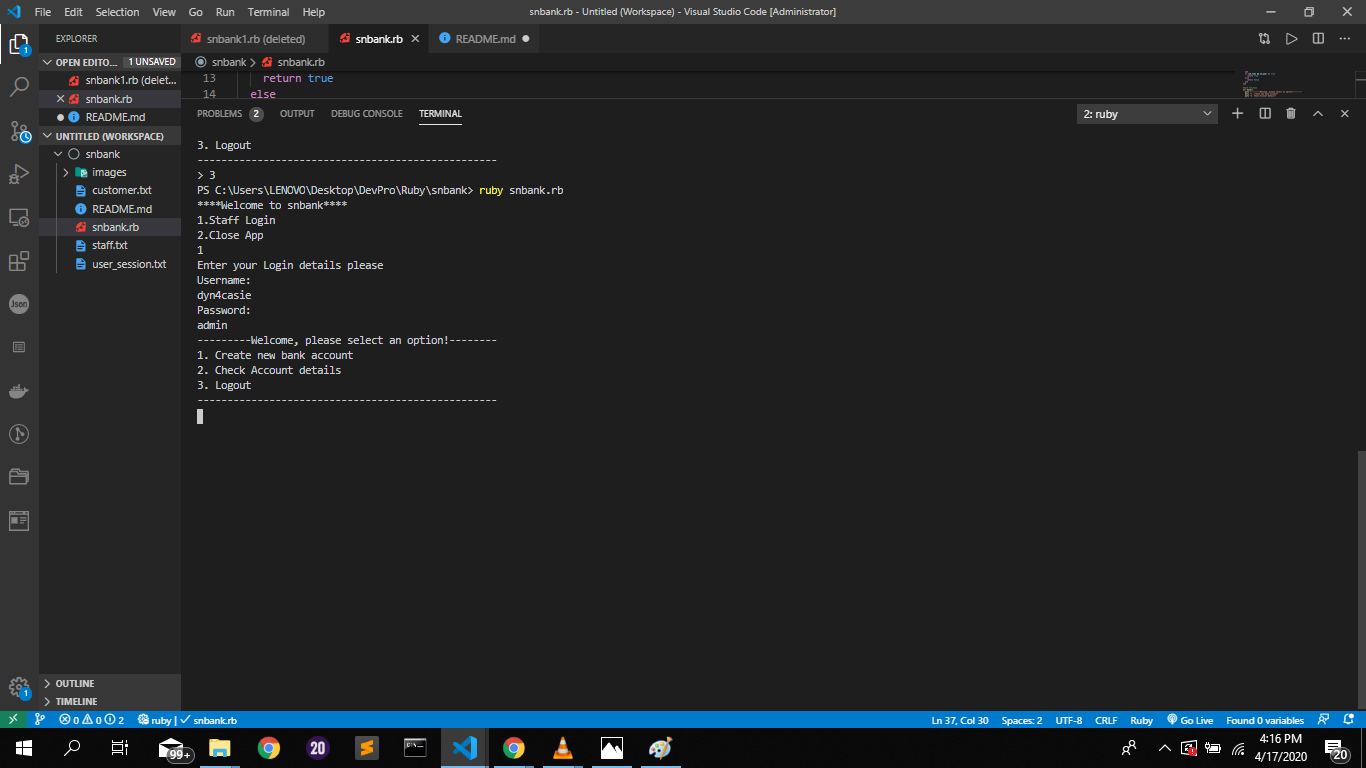 File Edit Selection View Go Run Terminal Help
snbank.rb - Untitled (Workspace) - Visual Studio Code [Administrator]
EXPLORER
snbank1.rb (deleted)
snbank.rb
README.md
OPEN EDITO... 1 UNSAVED
snbank1.rb (delet...
snbank.rb
README.md
UNTITLED (WORKSPACE)
snbank
images
customer.txt
README.md
snbank.rb
staff.txt
user_session.txt
OUTLINE
TIMELINE
snbank > snbank.rb
13 return true
14 else
PROBLEMS 2 OUTPUT DEBUG CONSOLE TERMINAL
2: ruby
3. Logout
--------------------------------------------------
> 3
PS C:\Users\LENOVO\Desktop\DevPro\Ruby\snbank> ruby snbank.rb
****Welcome to snbank****
1.Staff Login
2.Close App
1
Enter your Login details please
Username:
dyn4casie
Password:
admin
---------Welcome, please select an option!--------
1. Create new bank account
2. Check Account details
3. Logout
--------------------------------------------------
1
Json
1
0 0 2 ruby | snbank.rb
Ln 37, Col 30 Spaces: 2 UTF-8 CRLF Ruby Go Live Found 0 variables
99+
20
4:16 PM
4/17/2020
20